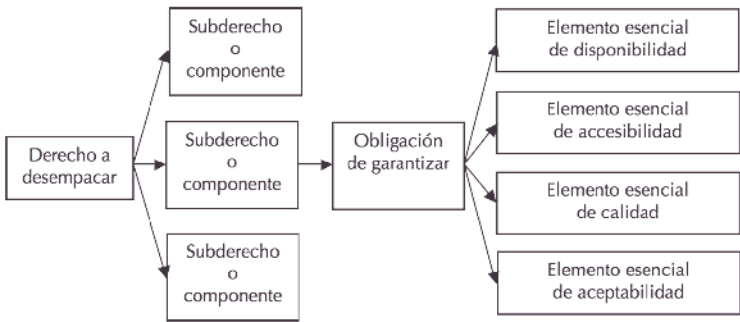 Derecho a
desempacar
Subderecho
o
componente
Subderecho
o
componente
Subderecho
o
componente
Obligación
de garantizar
Elemento esencial
de disponibilidad
Elemento esencial
de accesibilidad
Elemento esencial
de calidad
Elemento esencial
de aceptabilidad